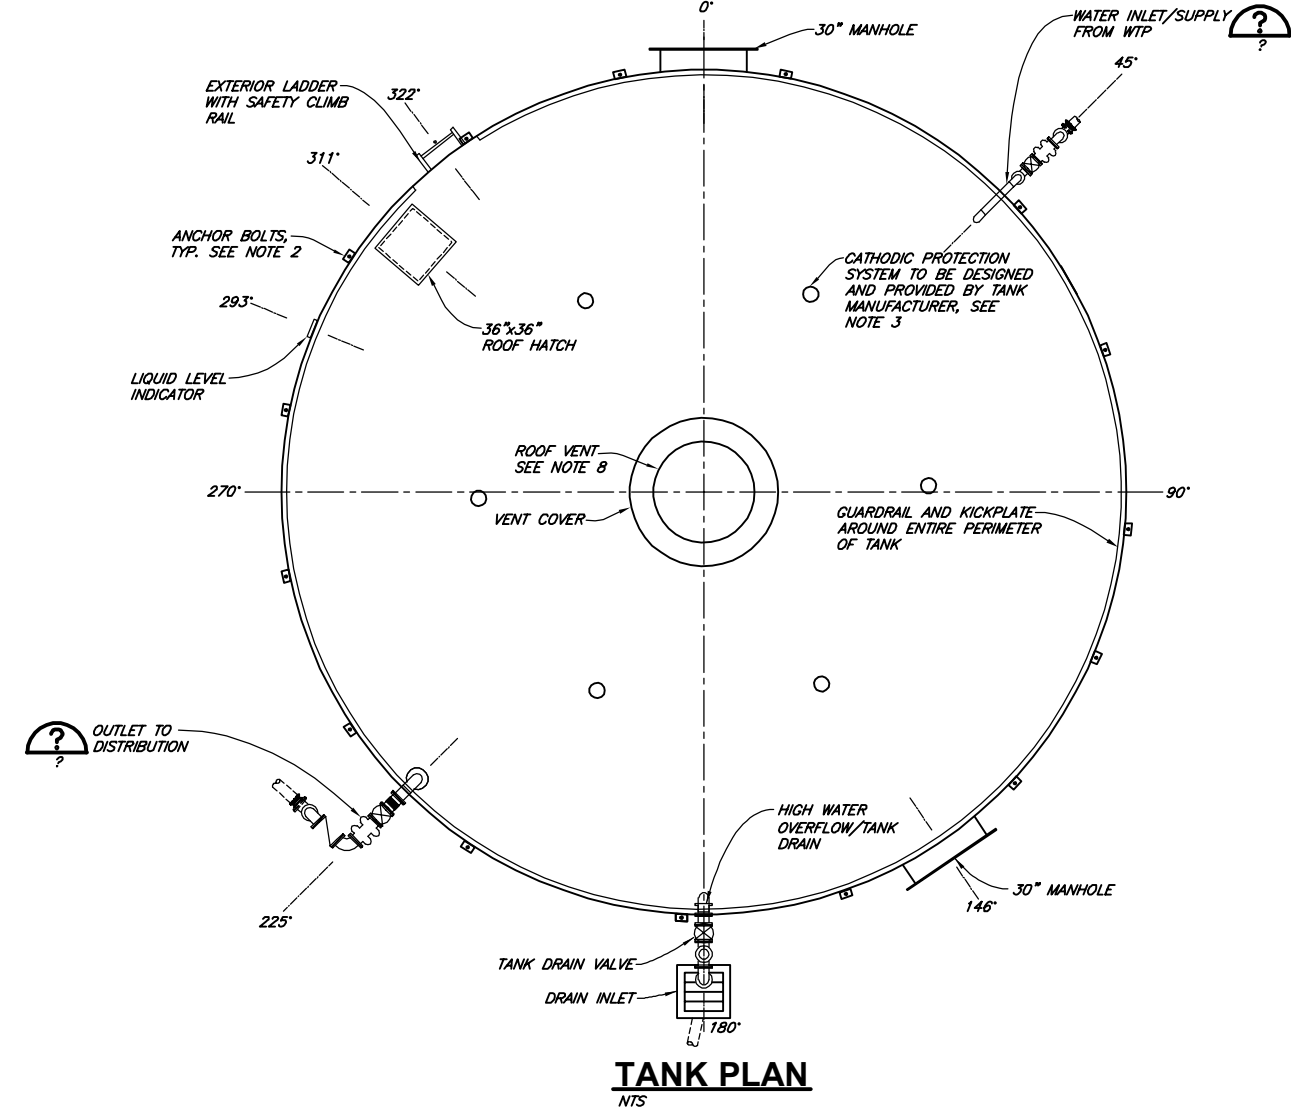 0°
30" MANHOLE
WATER INLET/SUPPLY
FROM WTP
?
?
45°
EXTERIOR LADDER
WITH SAFETY CLIMB
RAIL
322°
311°
ANCHOR BOLTS,
TYP. SEE NOTE 2
293°
36"x36"
ROOF HATCH
CATHODIC PROTECTION
SYSTEM TO BE DESIGNED
AND PROVIDED BY TANK
MANUFACTURER, SEE
NOTE 3
LIQUID LEVEL
INDICATOR
ROOF VENT
SEE NOTE 8
270°
90°
VENT COVER
GUARDRAIL AND KICKPLATE
AROUND ENTIRE PERIMETER
OF TANK
?
?
OUTLET TO
DISTRIBUTION
HIGH WATER
OVERFLOW/TANK
DRAIN
30" MANHOLE
146°
225°
TANK DRAIN VALVE
DRAIN INLET
180°
TANK PLAN
NTS